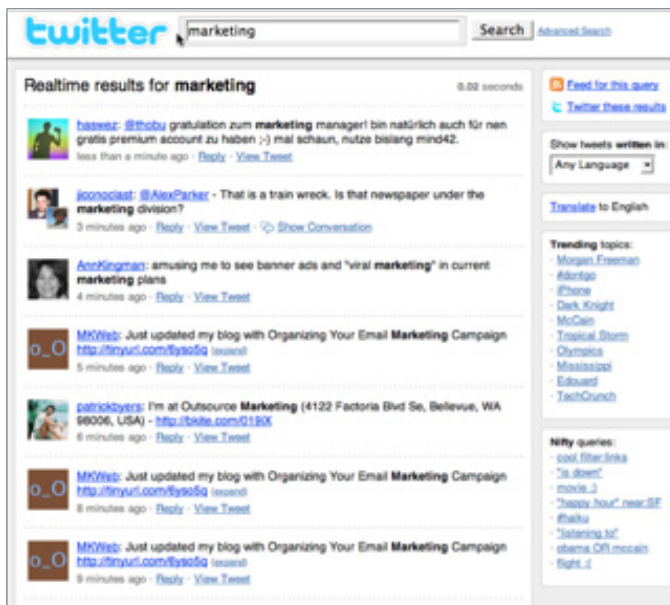 twitter
marketing
Search
Advanced Search
Realtime results for marketing
0.02 seconds
haswez: @thobu gratulation zum marketing manager! bin natürlich auch für nen
gratis premium account zu haben ;-) mal schaun, nutze bislang mind42.
less than a minute ago · Reply · View Tweet
jiconoclast: @AlexParker - That is a train wreck. Is that newspaper under the
marketing division?
3 minutes ago · Reply · View Tweet · Show Conversation
AnnKingman: amusing me to see banner ads and "viral marketing" in current
marketing plans
4 minutes ago · Reply · View Tweet
o_O
MKWeb: Just updated my blog with Organizing Your Email Marketing Campaign
http://tinyurl.com/6yso5q (expand)
5 minutes ago · Reply · View Tweet
patrickbyers: I'm at Outsource Marketing (4122 Factoria Blvd Se, Bellevue, WA
98006, USA) - http://bkite.com/019iX
6 minutes ago · Reply · View Tweet
o_O
MKWeb: Just updated my blog with Organizing Your Email Marketing Campaign
http://tinyurl.com/6yso5q (expand)
8 minutes ago · Reply · View Tweet
o_O
MKWeb: Just updated my blog with Organizing Your Email Marketing Campaign
http://tinyurl.com/6yso5q (expand)
9 minutes ago · Reply · View Tweet
Feed for this query
Twitter these results
Show tweets written in:
Any Language
Translate to English
Trending topics:
· Morgan Freeman
· #dontgo
· iPhone
· Dark Knight
· McCain
· Tropical Storm
· Olympics
· Mississippi
· Edouard
· TechCrunch
Nifty queries:
· cool filter:links
· "is down"
· movie :)
· "happy hour" near:SF
· #haiku
· "listening to"
· obama OR mccain
· flight :(